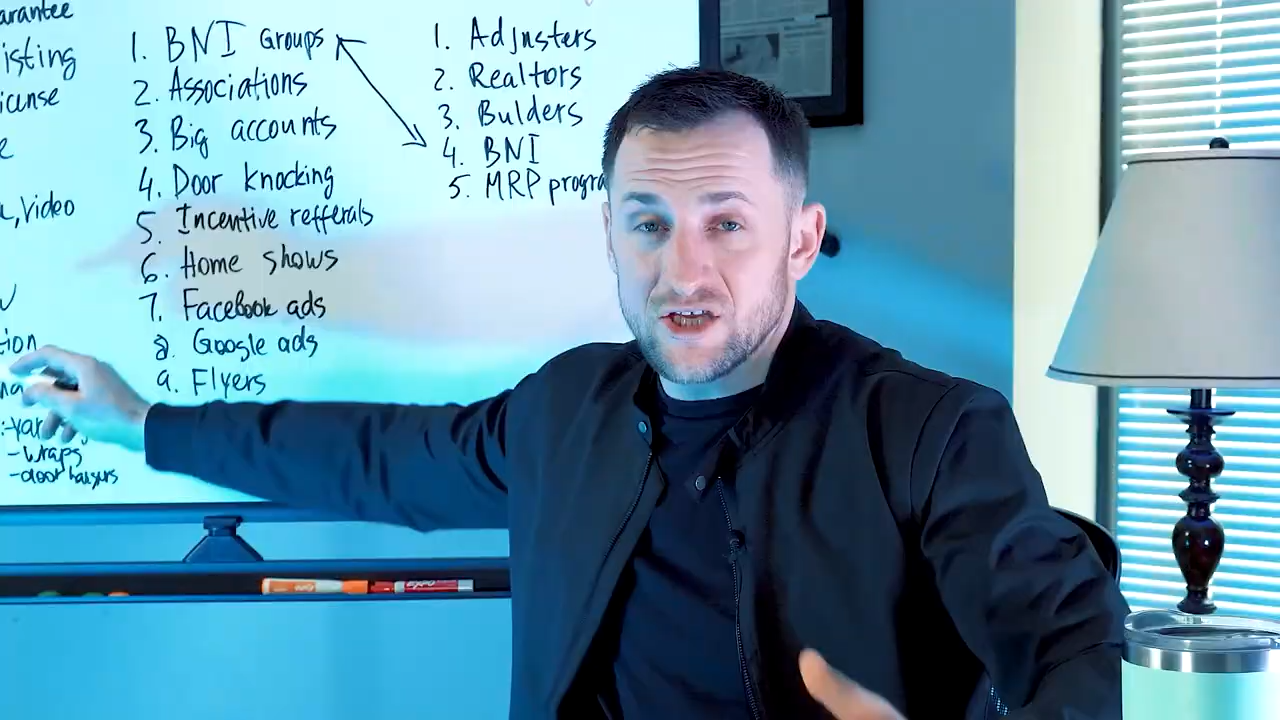 arantee
isting
icense
e
, Video
tion
- wraps
- door hangers
1. BNI Groups
2. Associations
3. Big accounts
4. Door knocking
5. Incentive refferals
6. Home shows
7. Facebook ads
8. Google ads
9. Flyers
1. Adjusters
2. Realtors
3. Bulders
4. BNI
5. MRP progra
EXPO